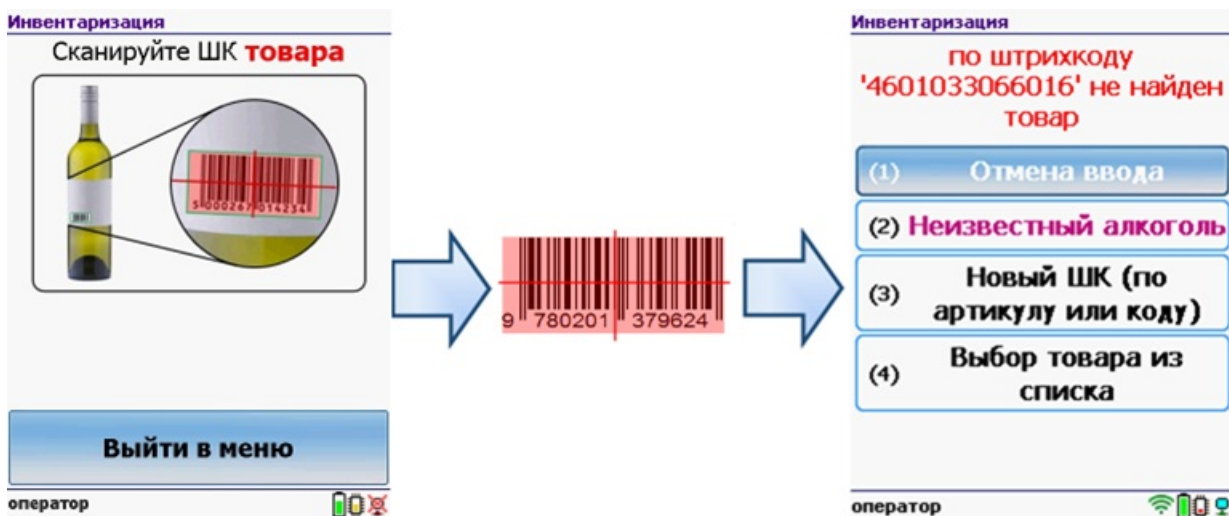 Инвентаризация
Сканируйте ШК товара
5 000267 014234
Выйти в меню
оператор
9 780201 379624
Инвентаризация
по штрихкоду
'4601033066016' не найден
товар
(1) Отмена ввода
(2) Неизвестный алкоголь
(3) Новый ШК (по
артикулу или коду)
(4) Выбор товара из
списка
оператор